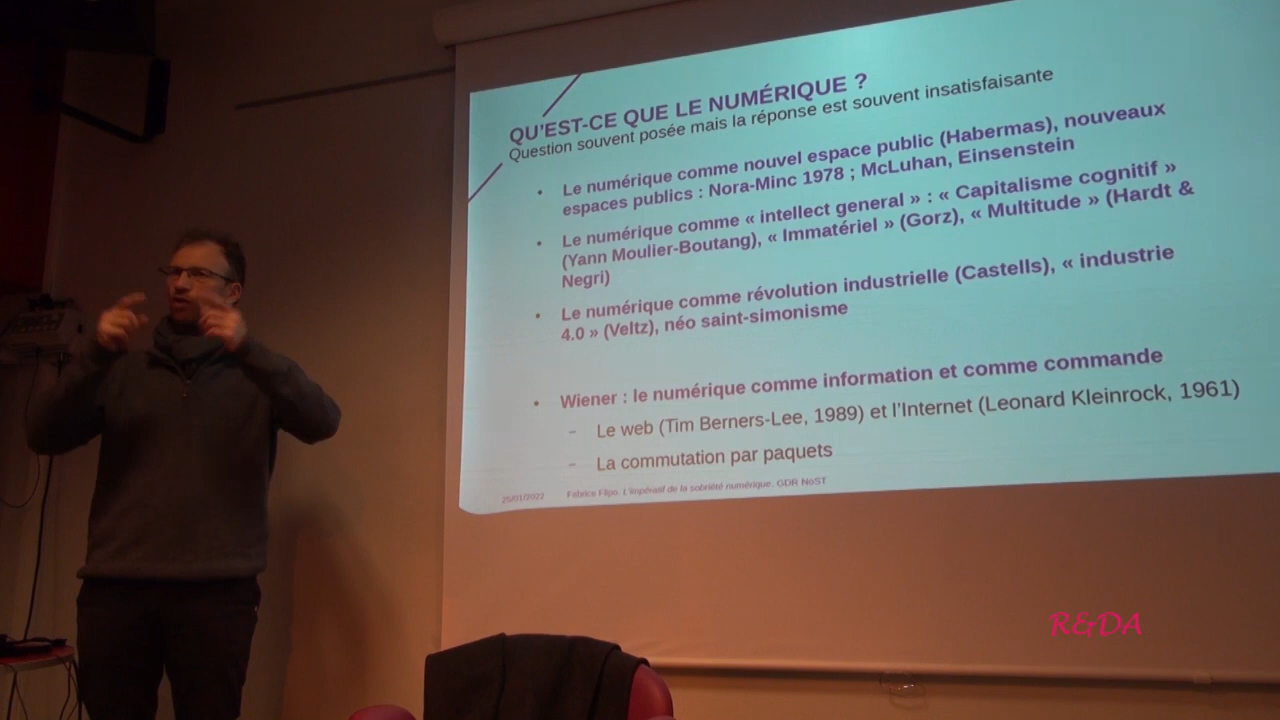 QU'EST-CE QUE LE NUMÉRIQUE ?
Question souvent posée mais la réponse est souvent insatisfaisante
• Le numérique comme nouvel espace public (Habermas), nouveaux
espaces publics : Nora-Minc 1978 ; McLuhan, Einsenstein
• Le numérique comme « intellect general » : « Capitalisme cognitif »
(Yann Moulier-Boutang), « Immatériel » (Gorz), « Multitude » (Hardt &
Negri)
• Le numérique comme révolution industrielle (Castells), « industrie
4.0 » (Veltz), néo saint-simonisme
• Wiener : le numérique comme information et comme commande
– Le web (Tim Berners-Lee, 1989) et l'Internet (Leonard Kleinrock, 1961)
– La commutation par paquets
25/01/2022 Fabrice Flipo. L'impératif de la sobriété numérique. GDR NoST
R&DA